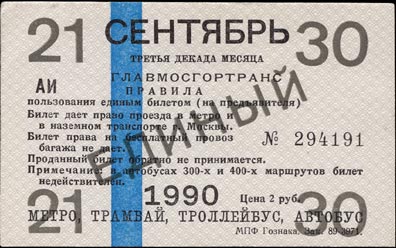 21 СЕНТЯБРЬ 30
ТРЕТЬЯ ДЕКАДА МЕСЯЦА
АИ ГЛАВМОСГОРТРАНС
ПРАВИЛА
пользования единым билетом (на предъявителя)
Билет дает право проезда в метро и
в наземном транспорте г. Москвы.
Билет права на бесплатный провоз
багажа не дает.
№ 294191
Проданный билет обратно не принимается.
Примечание: в автобусах 300-х и 400-х маршрутов билет
недействителен.
ЕДИНЫЙ
21 1990 Цена 2 руб. 30
МЕТРО, ТРАМВАЙ, ТРОЛЛЕЙБУС, АВТОБУС
МПФ Гознака. Зак. 89-3971.